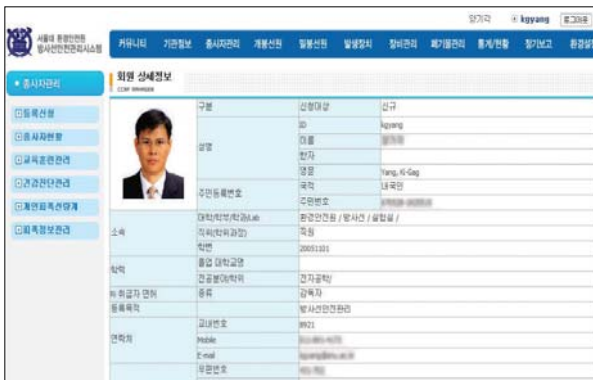 양기각 kgyang 로그아웃
서울대 환경안전원
방사선안전관리시스템
커뮤니티 기관정보 종사자관리 개봉선원 밀봉선원 발생장치 장비관리 폐기물관리 통계/현황 정기보고 환경설정
종사자관리
등록신청
종사자현황
교육훈련관리
건강진단관리
개인피폭선량계
피폭정보관리
회원 상세정보
구분 신청대상 신규
성명 ID kgyang
이름
한자
영문 Yang, Ki-Gag
주민등록번호 국적 내국인
주민번호
소속 대학/학부/학과/Lab 환경안전원 / 방사선 / 실험실 /
직위(학위과정) 직원
학번 20051101
학력 졸업 대학교명
전공분야/학위 전자공학/
RI 취급자 면허 종류 감독자
등록목적 방사선안전관리
연락처 교내번호 8921
Mobile
E-mail
우편번호